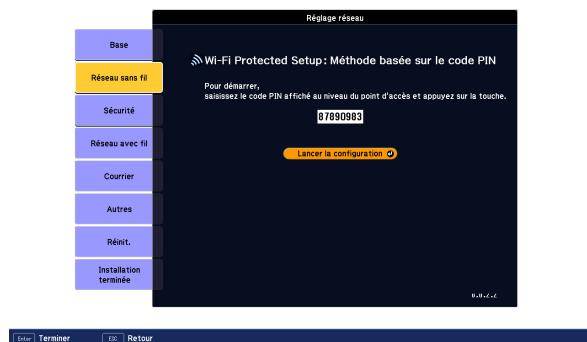 Réglage réseau
Base
Réseau sans fil
Sécurité
Réseau avec fil
Courrier
Autres
Réinit.
Installation
terminée
Wi-Fi Protected Setup: Méthode basée sur le code PIN
Pour démarrer,
saisissez le code PIN affiché au niveau du point d'accès et appuyez sur la touche.
87890983
Lancer la configuration
Enter Terminer ESC Retour